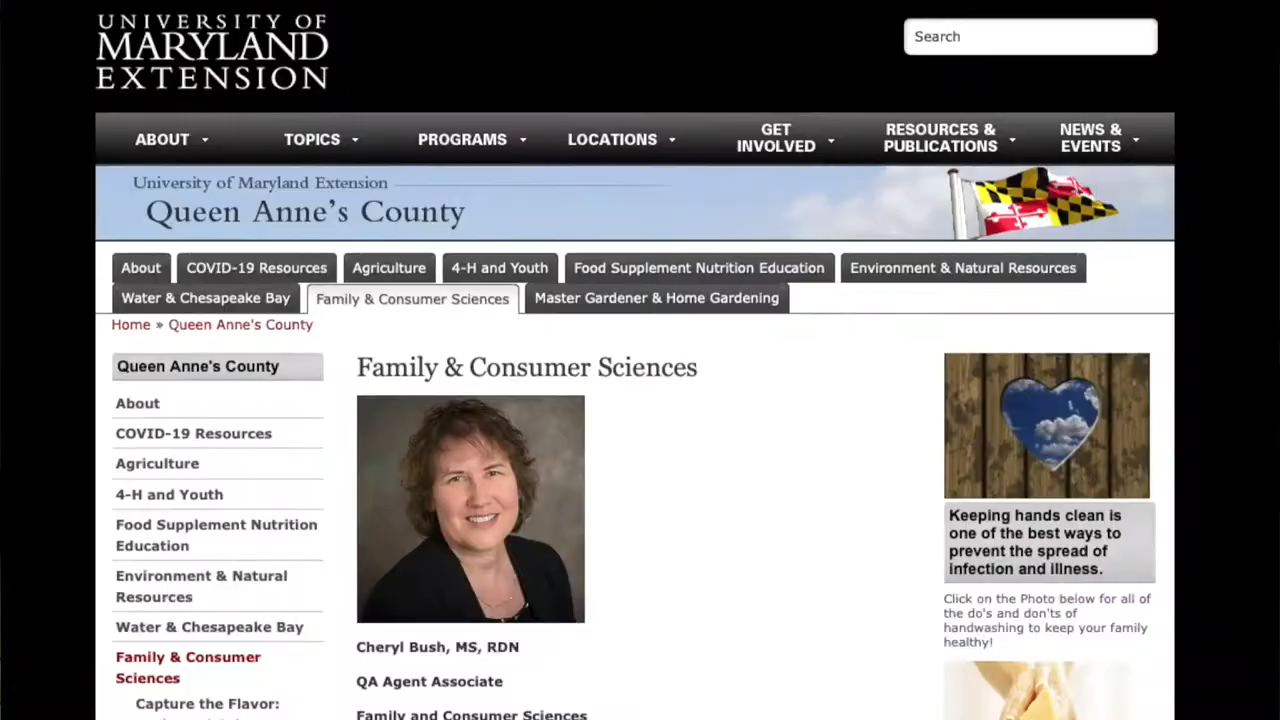 UNIVERSITY OF
MARYLAND
EXTENSION
Search
ABOUT
TOPICS
PROGRAMS
LOCATIONS
GET
INVOLVED
RESOURCES &
PUBLICATIONS
NEWS &
EVENTS
University of Maryland Extension
Queen Anne's County
About
COVID-19 Resources
Agriculture
4-H and Youth
Food Supplement Nutrition Education
Environment & Natural Resources
Water & Chesapeake Bay
Family & Consumer Sciences
Master Gardener & Home Gardening
Home » Queen Anne's County
Queen Anne's County
About
COVID-19 Resources
Agriculture
4-H and Youth
Food Supplement Nutrition
Education
Environment & Natural
Resources
Water & Chesapeake Bay
Family & Consumer
Sciences
Capture the Flavor:
Family & Consumer Sciences
Cheryl Bush, MS, RDN
QA Agent Associate
Family and Consumer Sciences
Keeping hands clean is
one of the best ways to
prevent the spread of
infection and illness.
Click on the Photo below for all of
the do's and don'ts of
handwashing to keep your family
healthy!